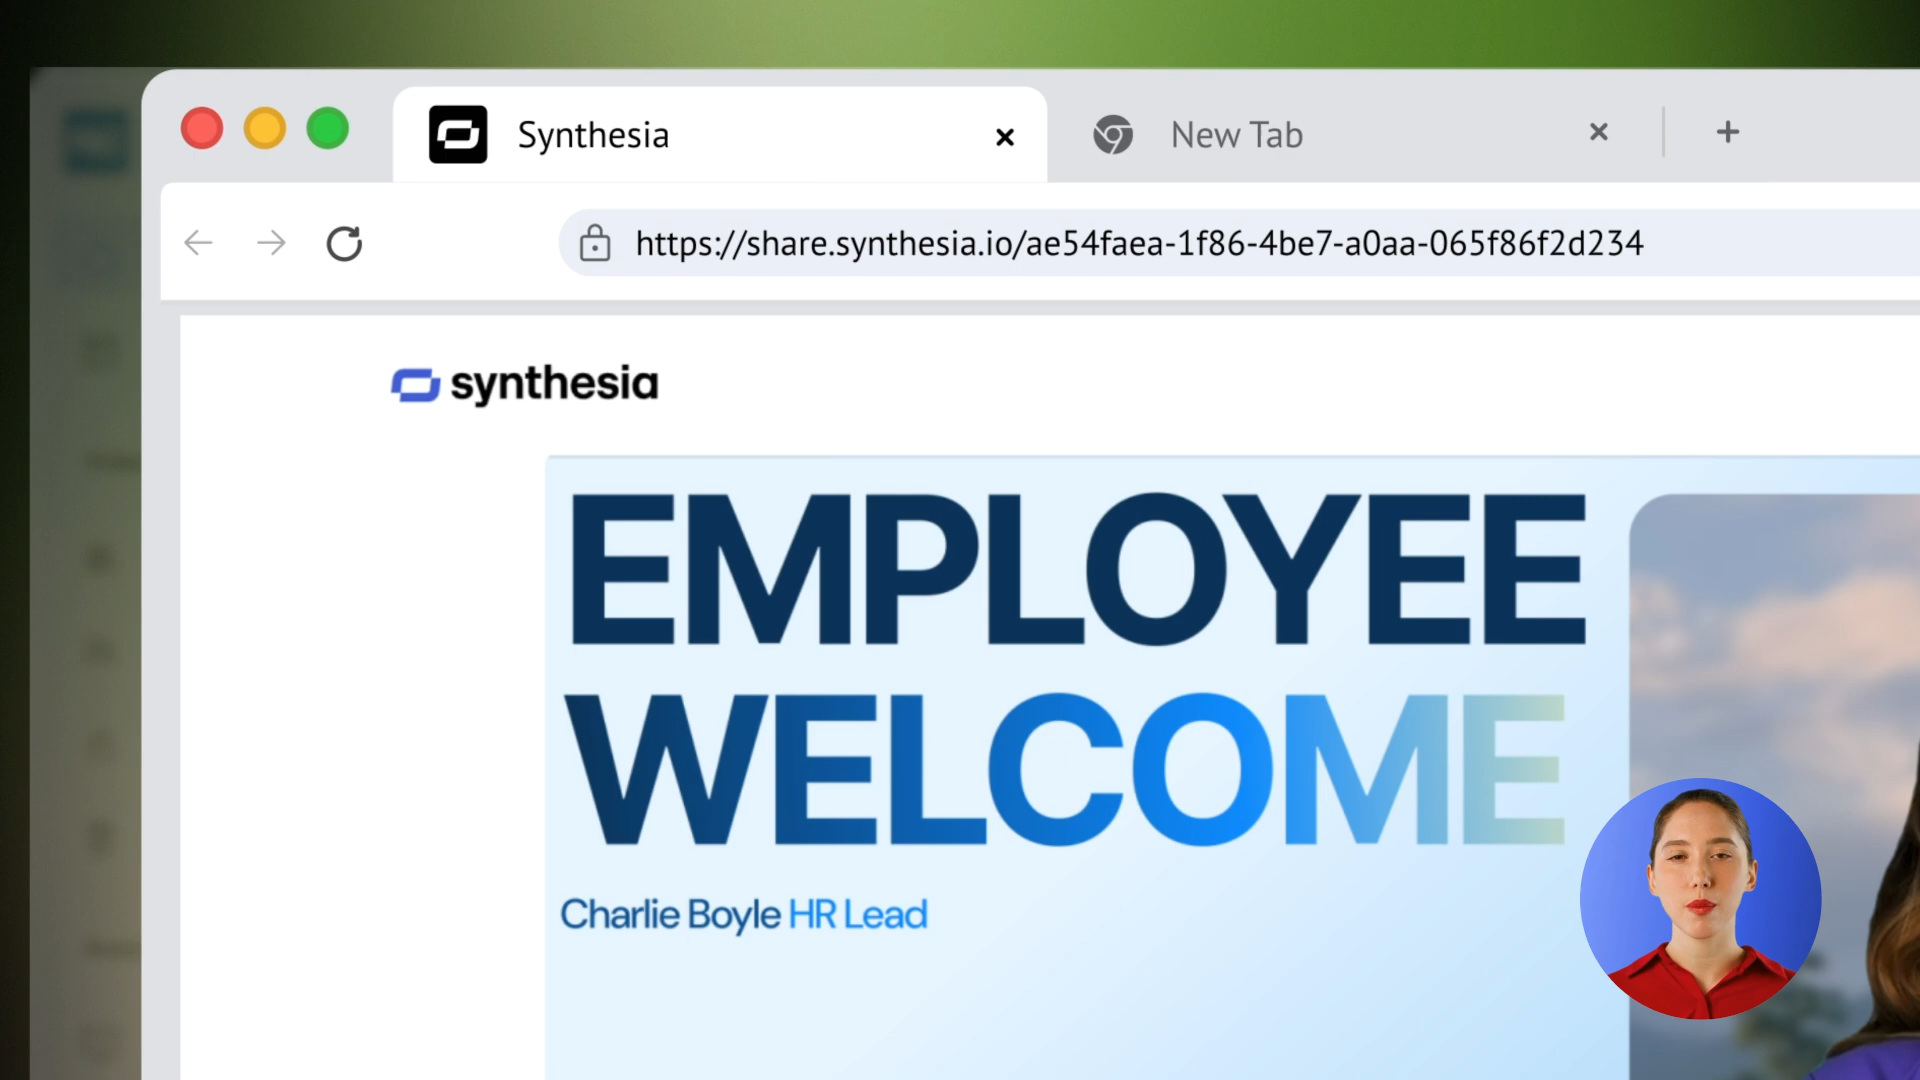 Synthesia
New Tab
https://share.synthesia.io/ae54faea-1f86-4be7-a0aa-065f86f2d234
synthesia
EMPLOYEE
WELCOME
Charlie Boyle HR Lead